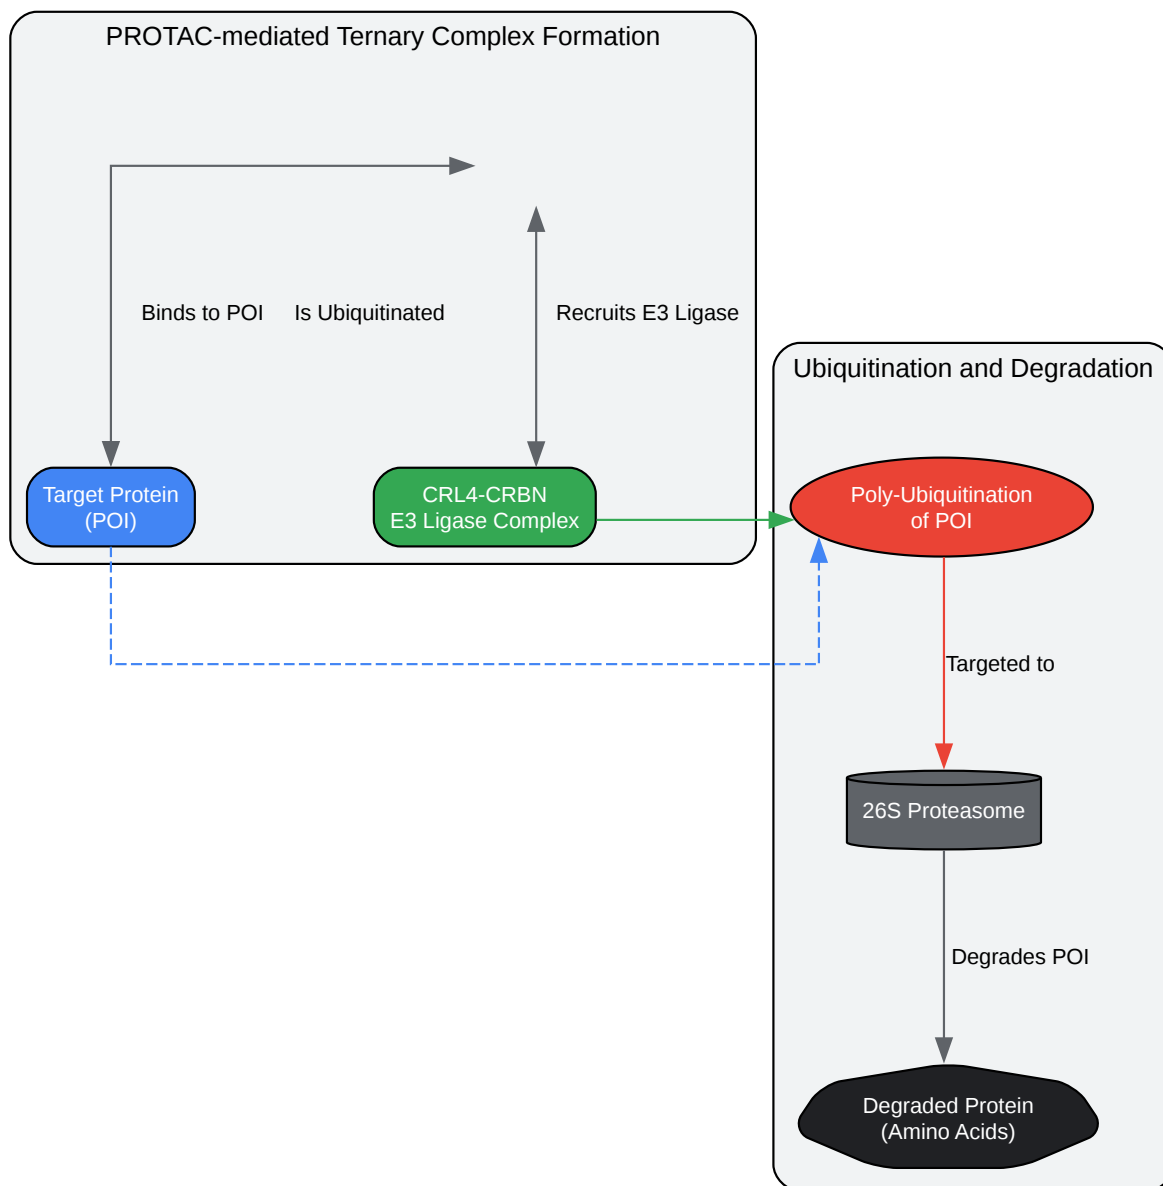 PROTAC-mediated Ternary Complex Formation
Binds to POI
Is Ubiquitinated
Recruits E3 Ligase
Target Protein
(POI)
CRL4-CRBN
E3 Ligase Complex
Ubiquitination and Degradation
Poly-Ubiquitination
of POI
Targeted to
26S Proteasome
Degrades POI
Degraded Protein
(Amino Acids)